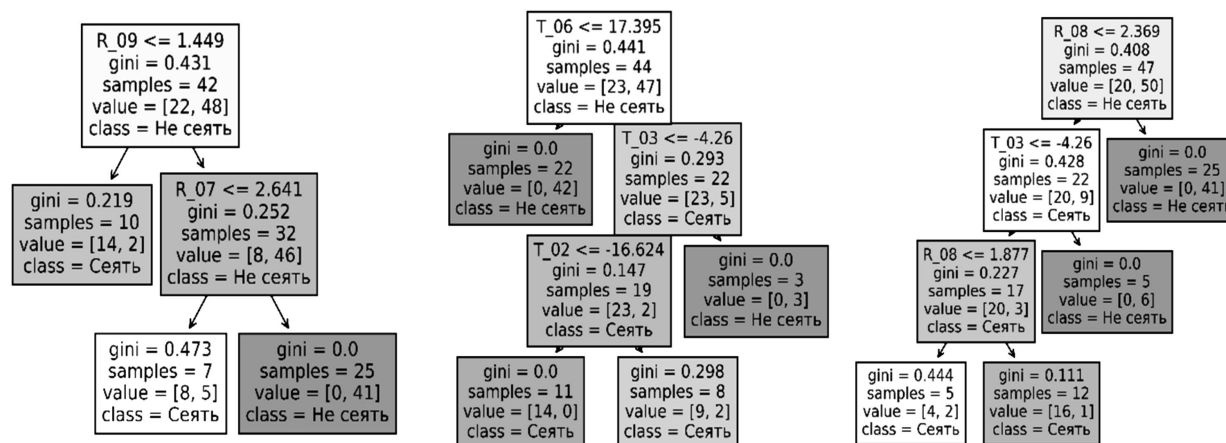 R_09 <= 1.449
gini = 0.431
samples = 42
value = [22, 48]
class = Не сеять
gini = 0.219
samples = 10
value = [14, 2]
class = Сеять
R_07 <= 2.641
gini = 0.252
samples = 32
value = [8, 46]
class = Не сеять
gini = 0.473
samples = 7
value = [8, 5]
class = Сеять
gini = 0.0
samples = 25
value = [0, 41]
class = Не сеять
T_06 <= 17.395
gini = 0.441
samples = 44
value = [23, 47]
class = Не сеять
gini = 0.0
samples = 22
value = [0, 42]
class = Не сеять
T_03 <= -4.26
gini = 0.293
samples = 22
value = [23, 5]
class = Сеять
T_02 <= -16.624
gini = 0.147
samples = 19
value = [23, 2]
class = Сеять
gini = 0.0
samples = 3
value = [0, 3]
class = Не сеять
gini = 0.0
samples = 11
value = [14, 0]
class = Сеять
gini = 0.298
samples = 8
value = [9, 2]
class = Сеять
R_08 <= 2.369
gini = 0.408
samples = 47
value = [20, 50]
class = Не сеять
T_03 <= -4.26
gini = 0.428
samples = 22
value = [20, 9]
class = Сеять
gini = 0.0
samples = 25
value = [0, 41]
class = Не сеять
R_08 <= 1.877
gini = 0.227
samples = 17
value = [20, 3]
class = Сеять
gini = 0.0
samples = 5
value = [0, 6]
class = Не сеять
gini = 0.444
samples = 5
value = [4, 2]
class = Сеять
gini = 0.111
samples = 12
value = [16, 1]
class = Сеять